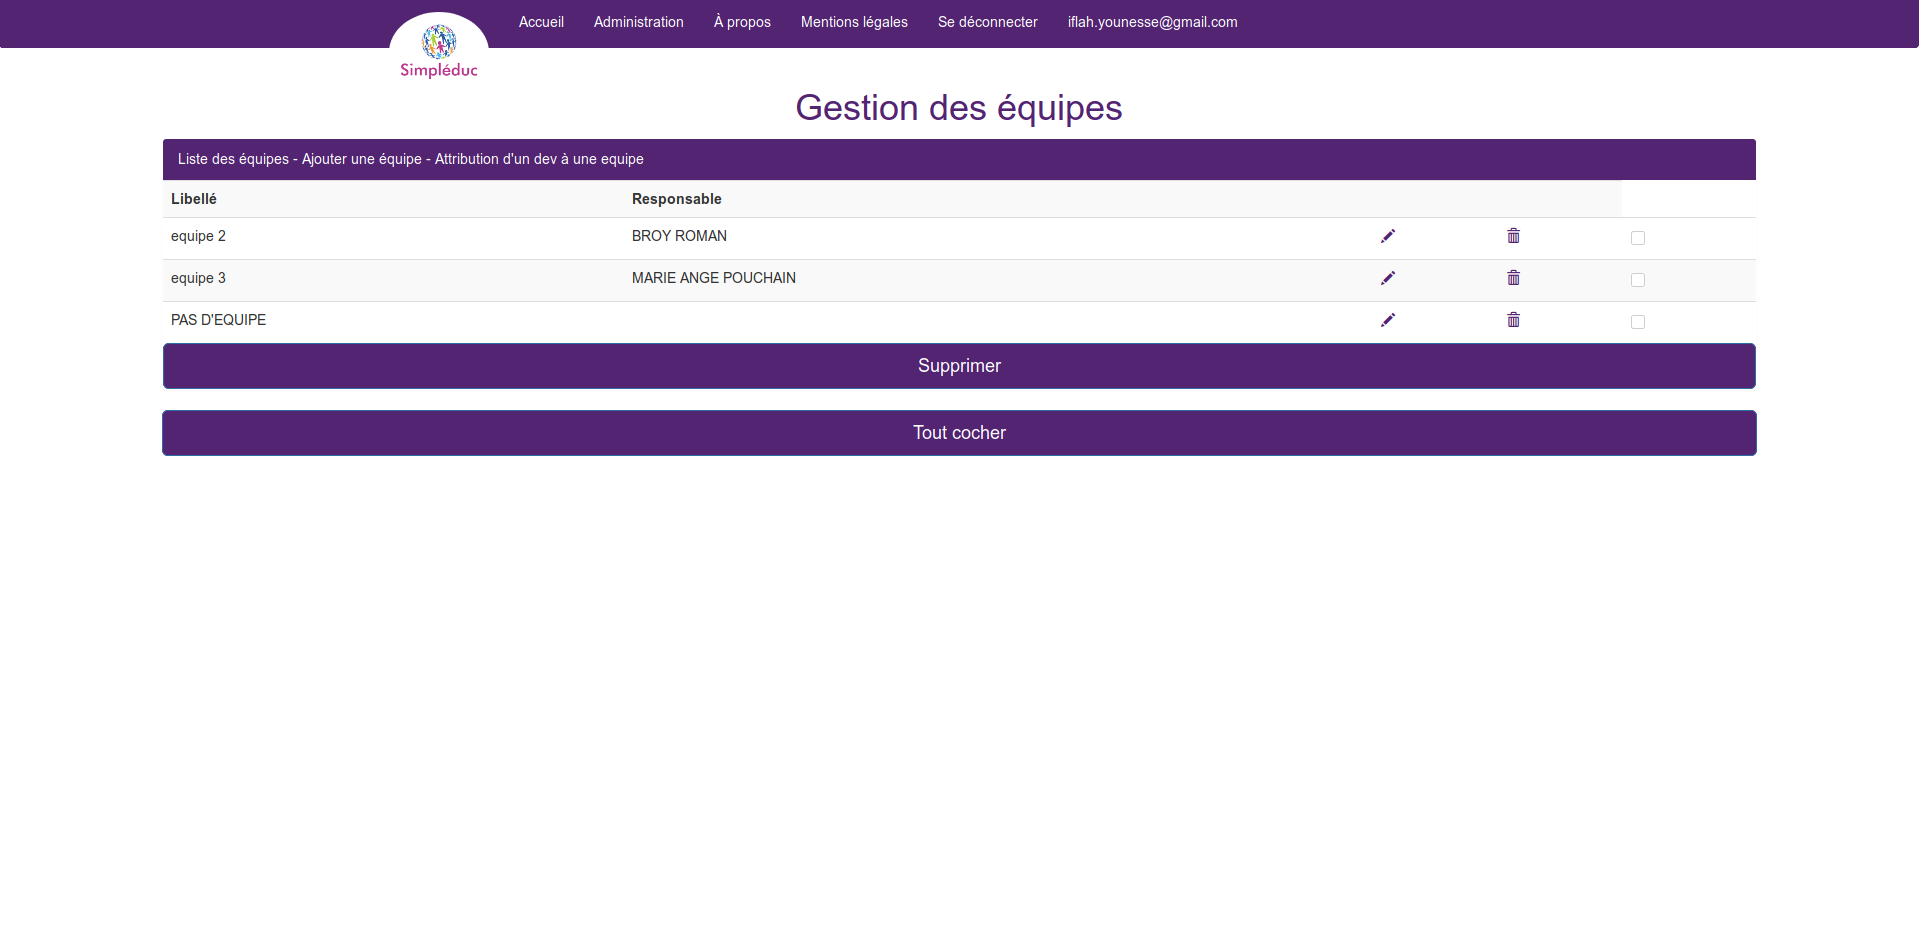 Accueil Administration À propos Mentions légales Se déconnecter iflah.younesse@gmail.com
Simpléduc
Gestion des équipes
Liste des équipes - Ajouter une équipe - Attribution d'un dev à une equipe
Libellé Responsable
equipe 2 BROY ROMAN
equipe 3 MARIE ANGE POUCHAIN
PAS D'EQUIPE
Supprimer
Tout cocher